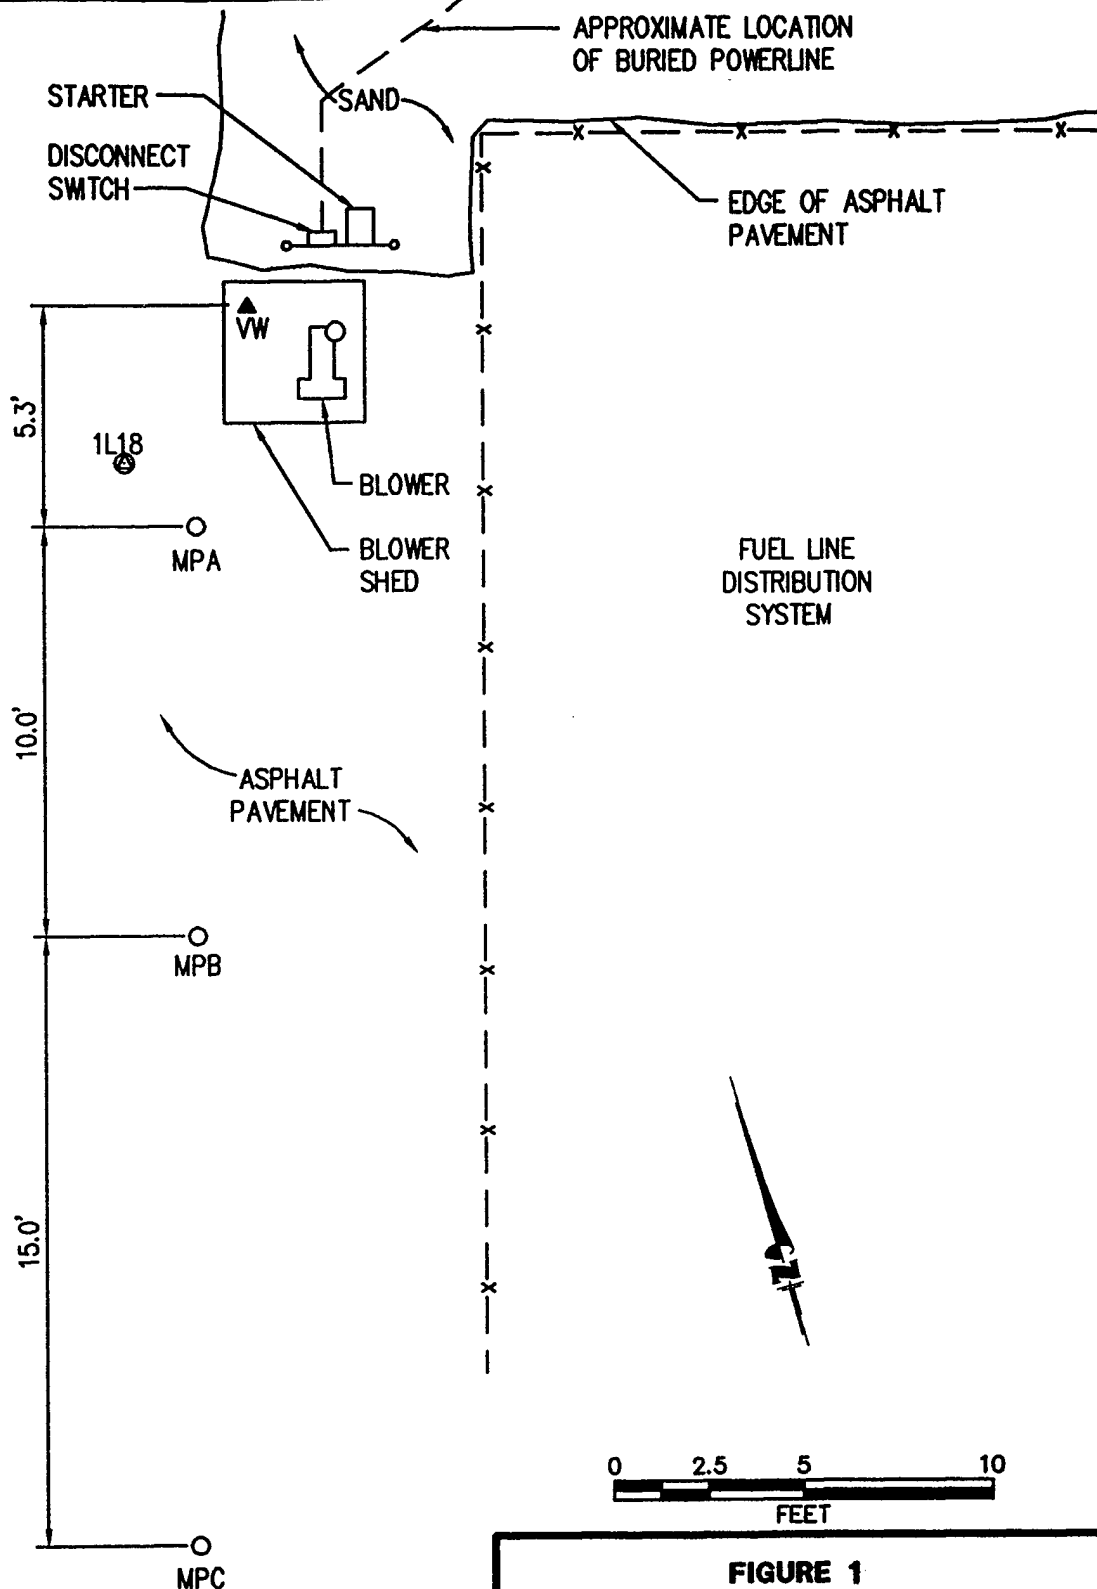 APPROXIMATE LOCATION
OF BURIED POWERLINE
STARTER
SAND
DISCONNECT
SWITCH
EDGE OF ASPHALT
PAVEMENT
VW
5.3'
1L18
BLOWER
MPA
BLOWER
SHED
FUEL LINE
DISTRIBUTION
SYSTEM
10.0'
ASPHALT
PAVEMENT
MPB
15.0'
N
0 2.5 5 10
FEET
MPC
FIGURE 1